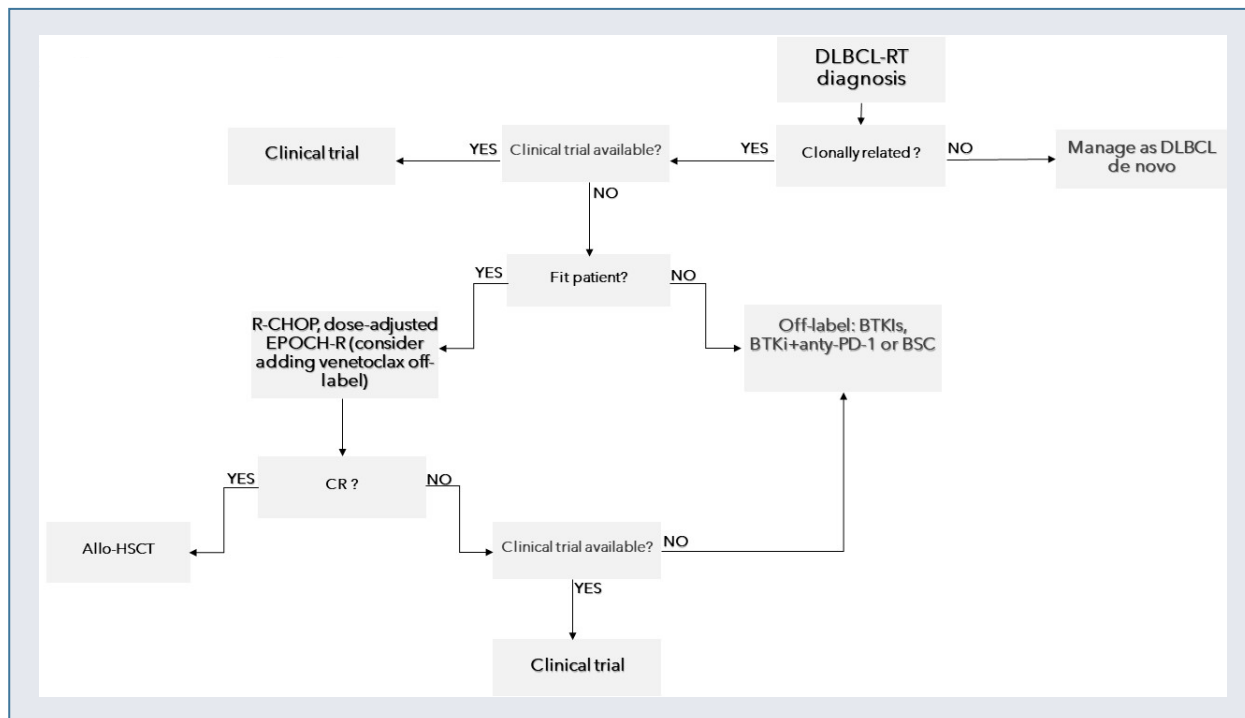 DLBCL-RT
diagnosis
Clonally related ?
YES
NO
Manage as DLBCL
de novo
Clinical trial available?
YES
Clinical trial
NO
Fit patient?
YES
NO
R-CHOP, dose-adjusted
EPOCH-R (consider
adding venetoclax off-
label)
Off-label: BTKIs,
BTKi+anty-PD-1 or BSC
CR ?
YES
NO
Allo-HSCT
Clinical trial available?
NO
YES
Clinical trial